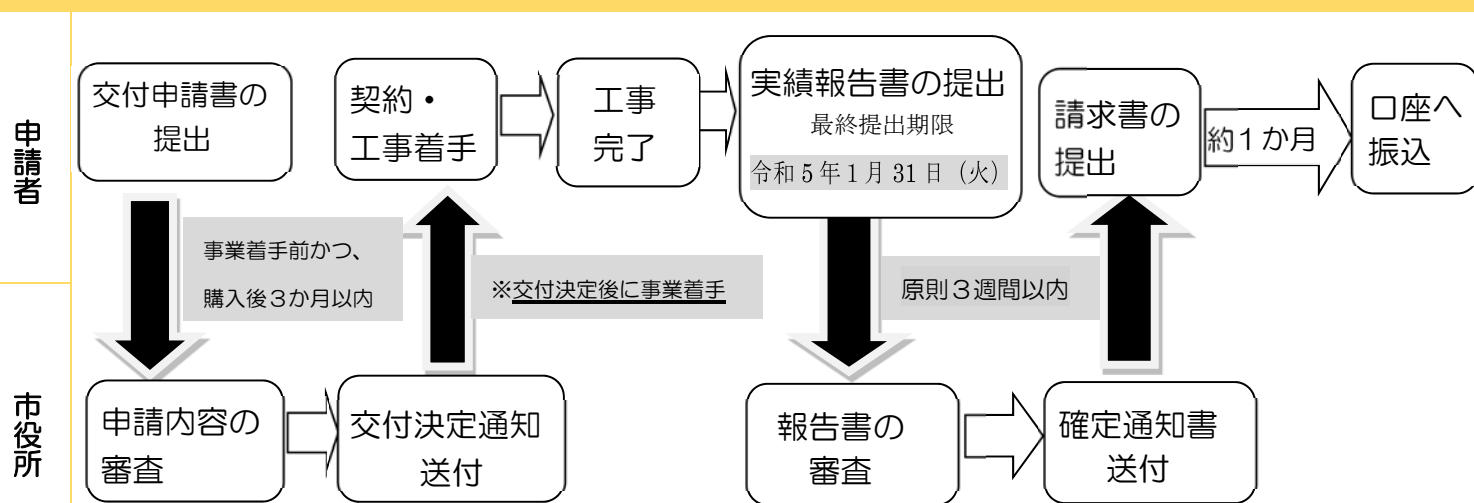 申請者
交付申請書の
提出
契約・
工事着手
工事
完了
実績報告書の提出
最終提出期限
令和5年1月31日（火）
請求書の
提出
約1か月
口座へ
振込
事業着手前かつ、
購入後3か月以内
※交付決定後に事業着手
原則3週間以内
市役所
申請内容の
審査
交付決定通知
送付
報告書の
審査
確定通知書
送付